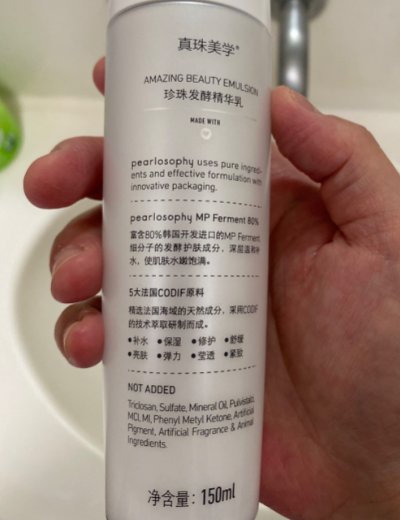 真珠美学®
AMAZING BEAUTY EMULSION
珍珠发酵精华乳
MADE WITH
pearlosophy uses pure ingredi-
ents and effective formulation with
innovative packaging.
pearlosophy MP Ferment 80%
富含80%韩国开发进口的MP Ferment
细分子的发酵护肤成分，深层温和补
水，使肌肤水嫩饱满。
5大法国CODIF原料
精选法国海域的天然成分，采用CODIF
的技术萃取研制而成。
•补水 •保湿 •修护 •舒缓
•亮肤 •弹力 •莹透 •紧致
NOT ADDED
Triclosan, Sulfate, Mineral Oil,
MCI, MI, Phenyl Metyl Ketone, Artificial
Pigment, Artificial Fragrance & Animal
Ingredients.
净含量：150ml